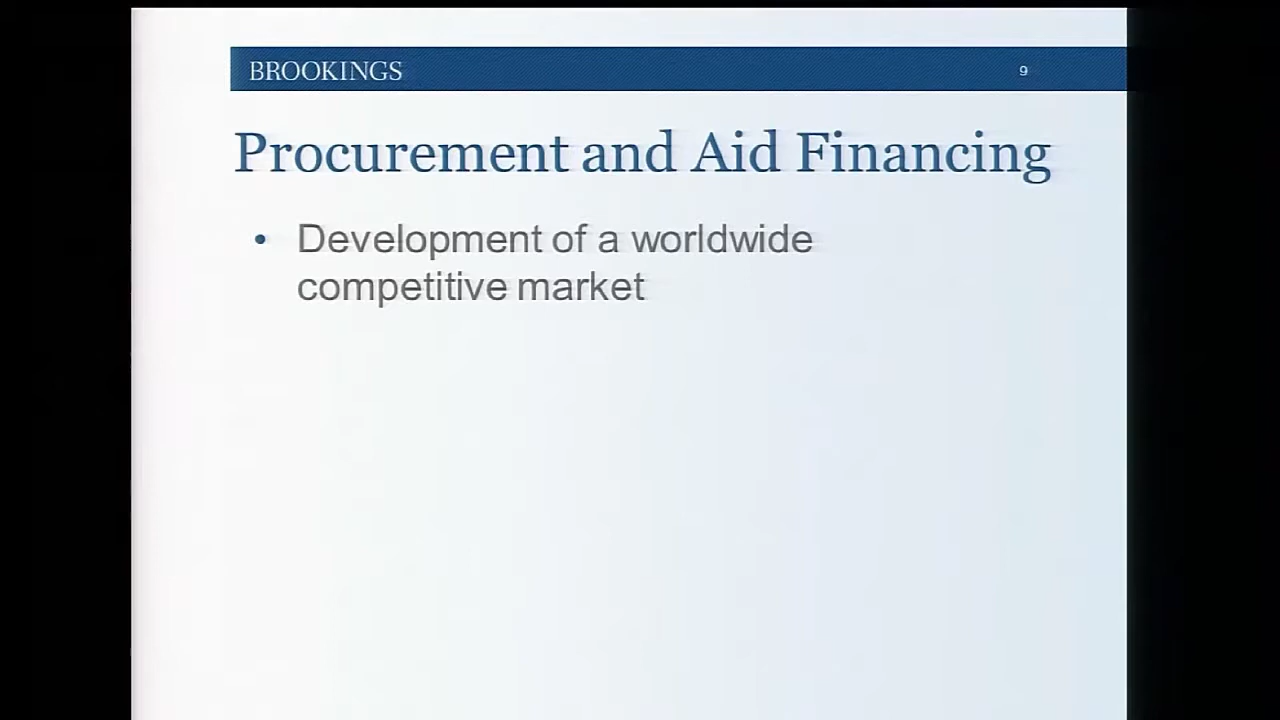 BROOKINGS
9
Procurement and Aid Financing
• Development of a worldwide
competitive market